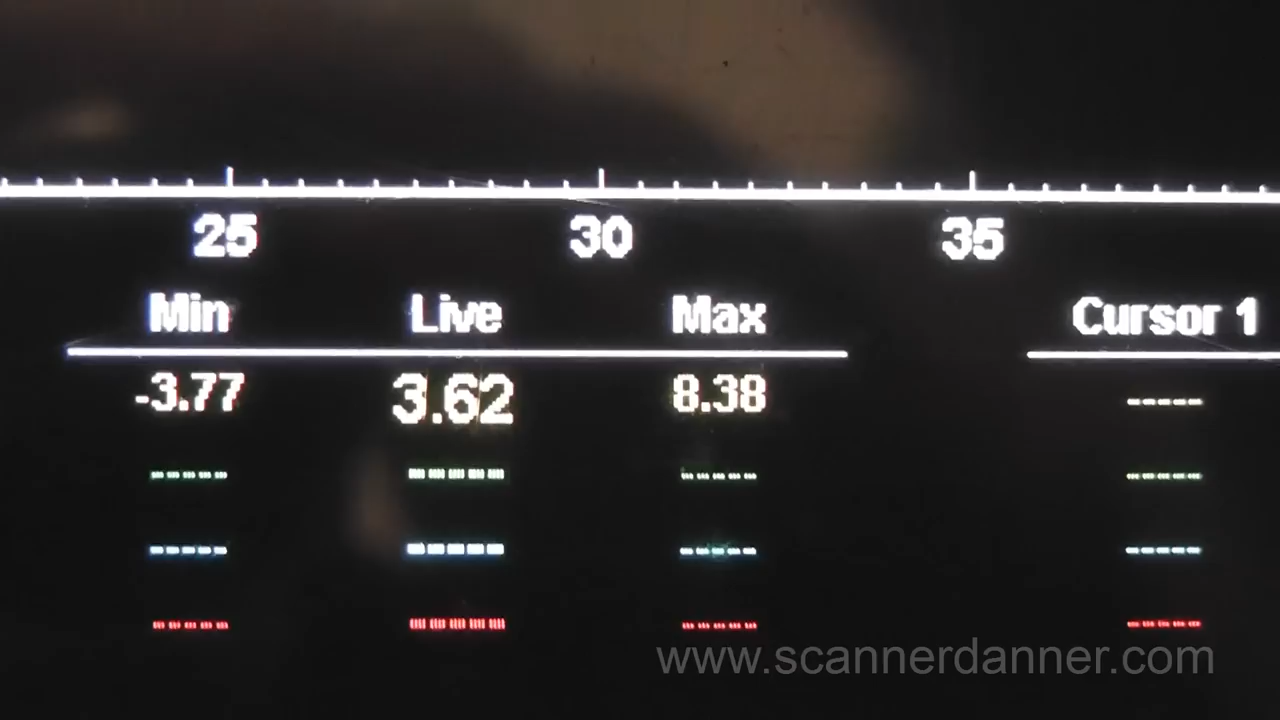 25 30 35
Min Live Max Cursor 1
-3.77 3.62 8.38 -----
----- ----- ----- -----
----- ----- ----- -----
----- ----- ----- -----
www.scannerdanner.com